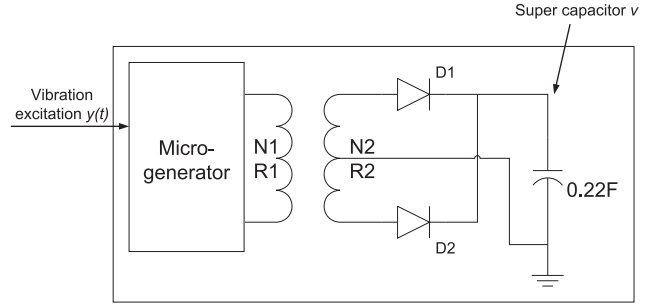 Super capacitor v
Vibration
excitation y(t)
D1
N1
N2
Micro-
generator
R1
R2
0.22F
D2